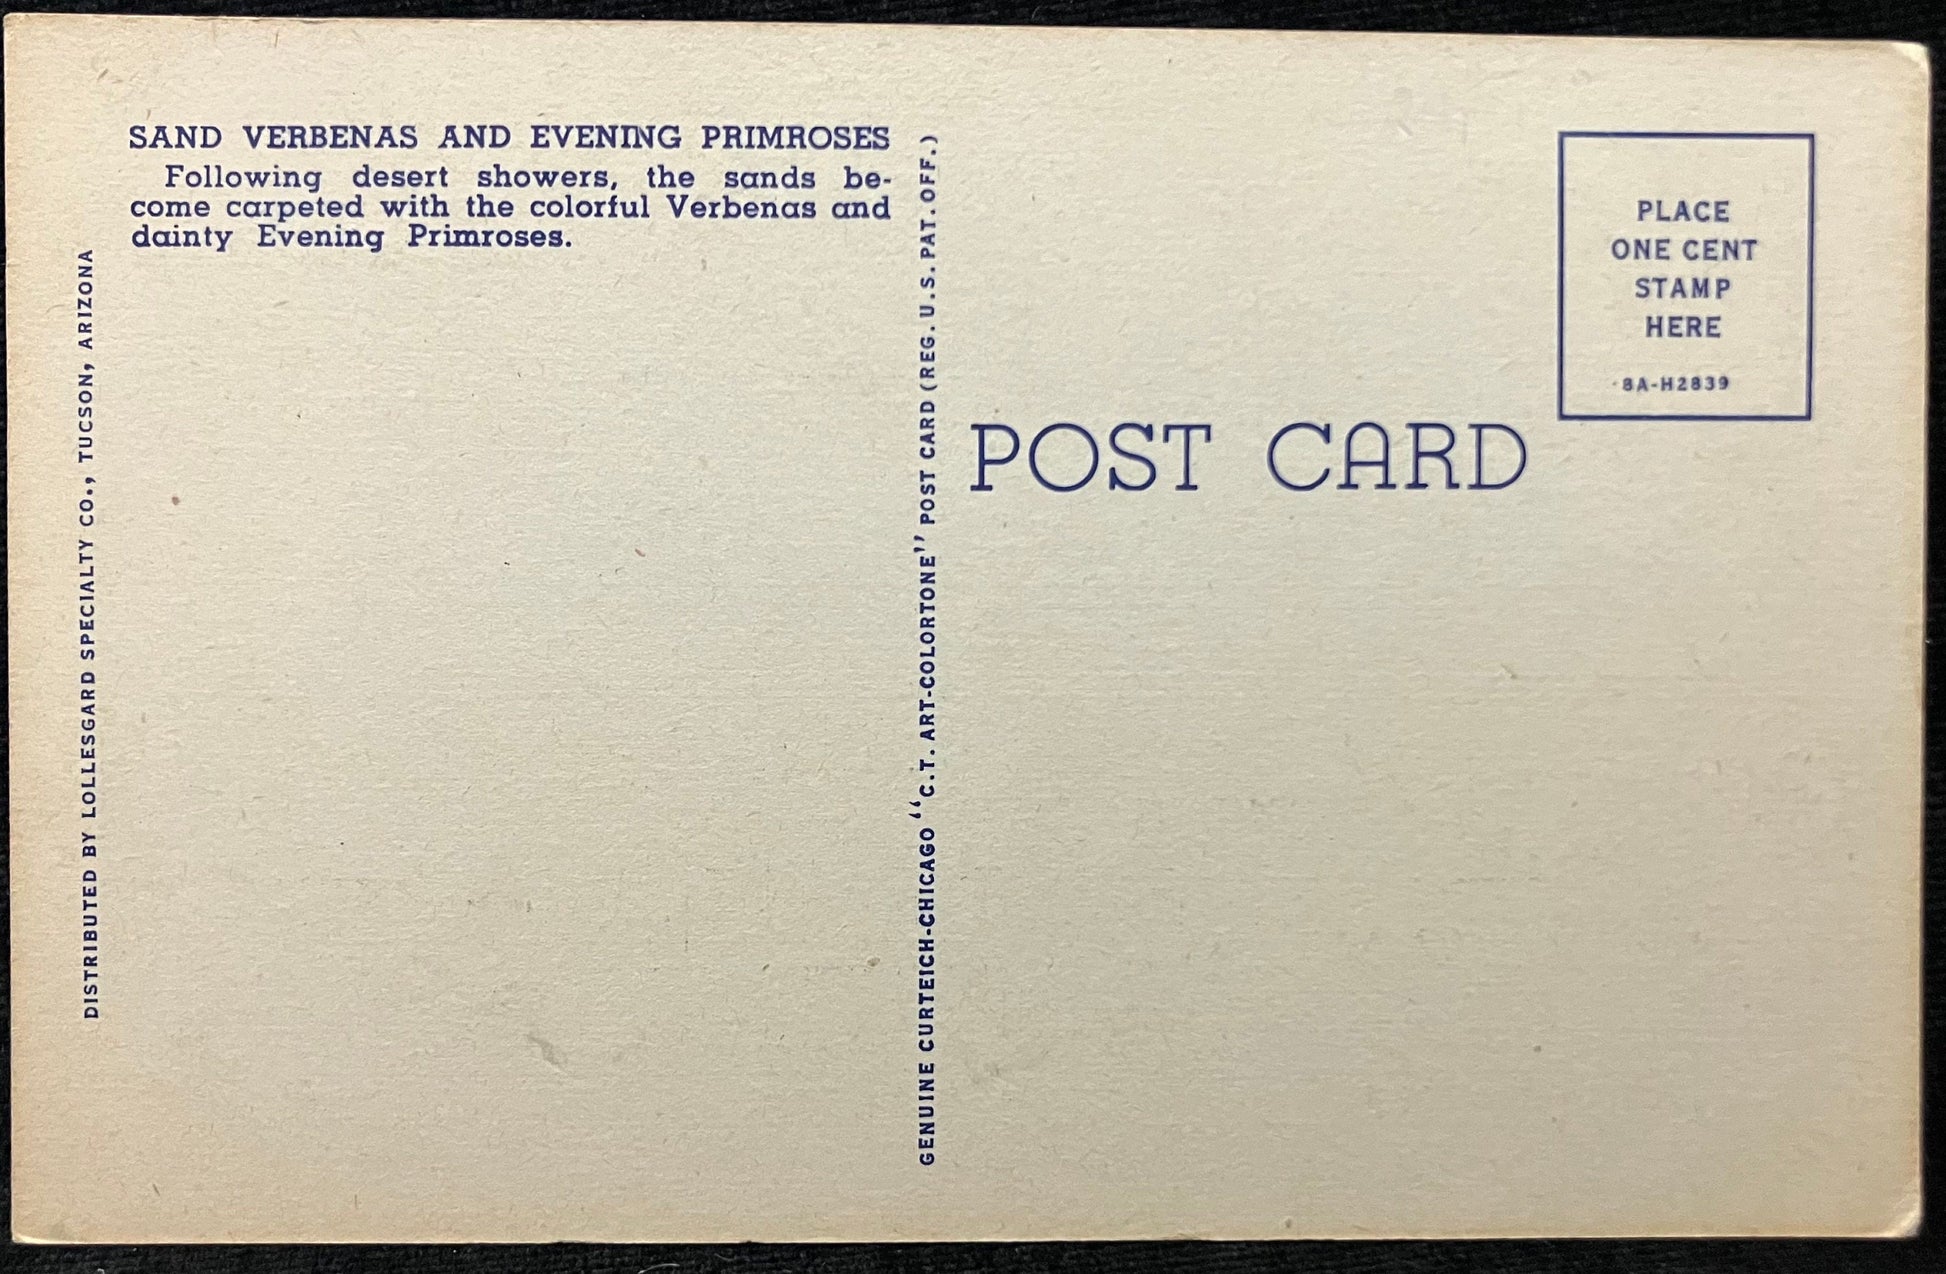 SAND VERBENAS AND EVENING PRIMROSES
Following desert showers, the sands be-
come carpeted with the colorful Verbenas and
dainty Evening Primroses.
DISTRIBUTED BY LOLLESGARD SPECIALTY CO., TUCSON, ARIZONA
GENUINE CURTEICH-CHICAGO "C.T. ART-COLORTONE" POST CARD (REG. U.S. PAT. OFF.)
POST CARD
PLACE
ONE CENT
STAMP
HERE
8A-H2839